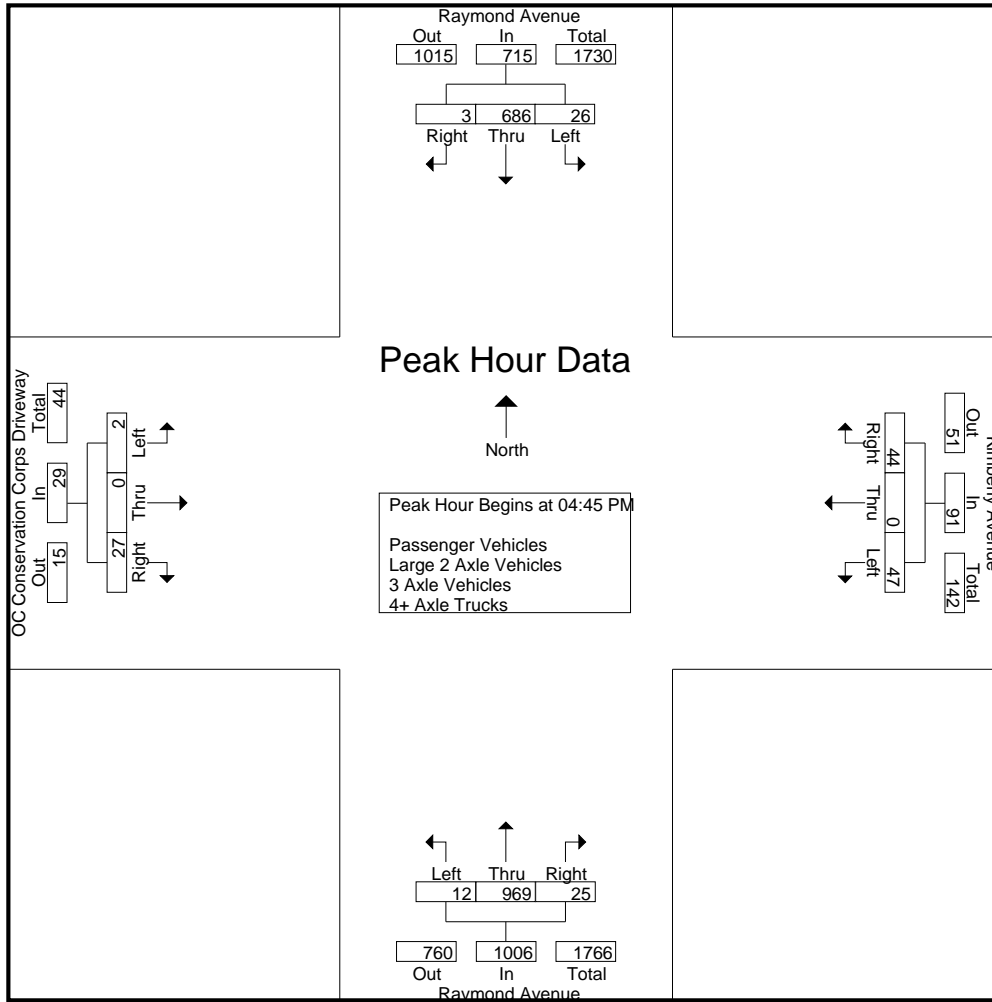 Raymond Avenue
Out In Total
1015 715 1730
3 686 26
Right Thru Left
Peak Hour Data
North
Peak Hour Begins at 04:45 PM
Passenger Vehicles
Large 2 Axle Vehicles
3 Axle Vehicles
4+ Axle Trucks
OC Conservation Corps Driveway
Out In Total
15 29 44
27 0 2
Right Thru Left
Avenue
Out In Total
51 91 142
44 0 47
Right Thru Left
Left Thru Right
12 969 25
760 1006 1766
Out In Total
Raymond Avenue